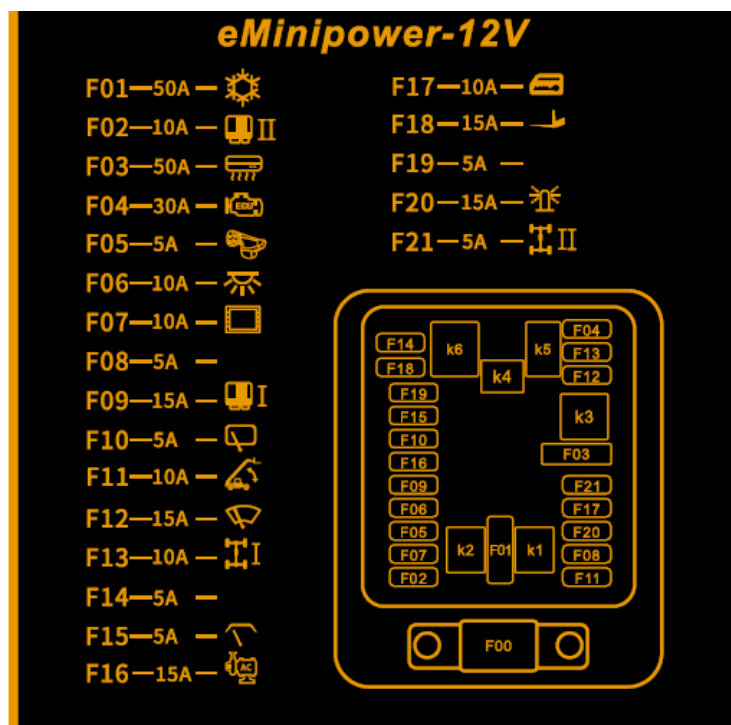 eMinipower-12V
F01—50A—
F02—10A— II
F03—50A—
F04—30A— ECU
F05—5A —
F06—10A—
F07—10A—
F08—5A —
F09—15A— I
F10—5A —
F11—10A—
F12—15A—
F13—10A— I
F14—5A —
F15—5A —
F16—15A— AC
F17—10A—
F18—15A—
F19—5A —
F20—15A—
F21—5A — II
F14 k6 k5 F04
F18 k4 F13
F19 F12
F15 k3
F10
F16 F03
F09 F21
F06 F17
F05 k2 F01 k1 F20
F07 F08
F02 F11
F00